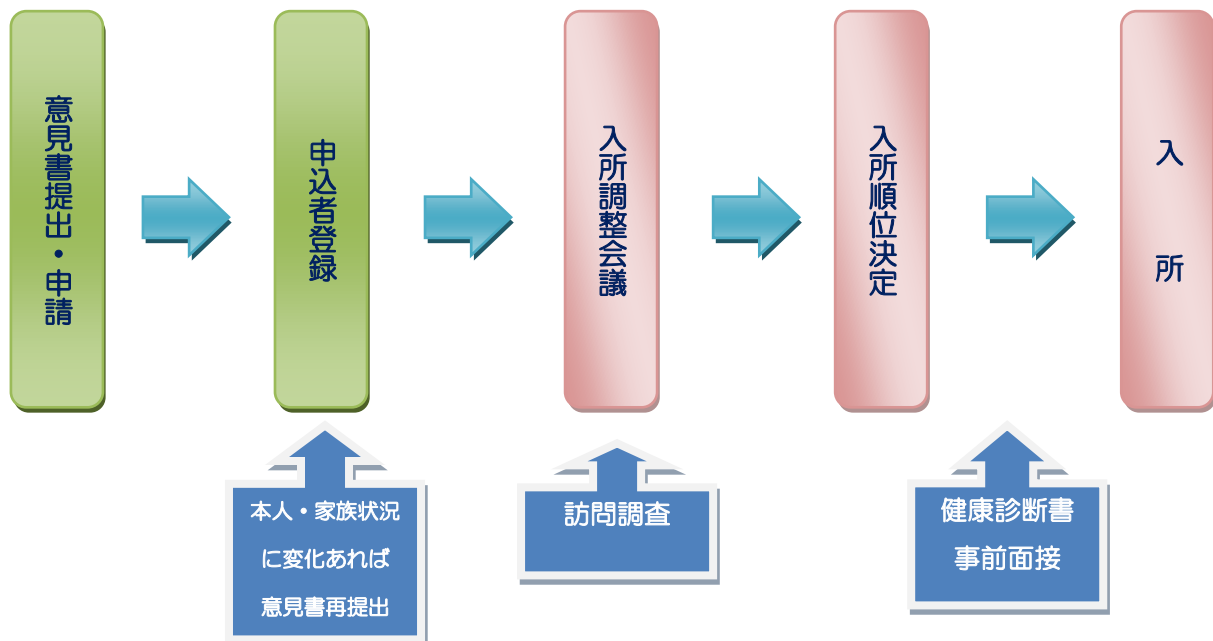 意見書提出・申請
申込者登録
入所調整会議
入所順位決定
入所
本人・家族状況
に変化あれば
意見書再提出
訪問調査
健康診断書
事前面接